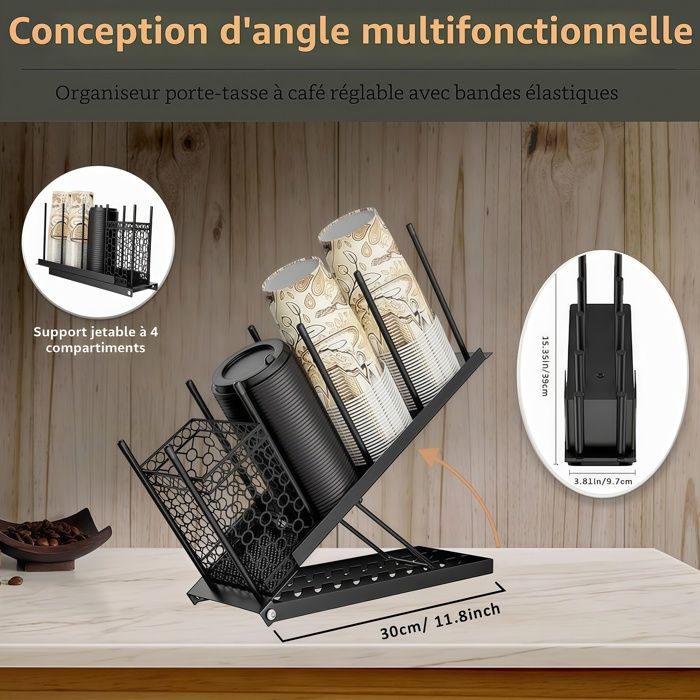 Conception d'angle multifonctionnelle
Organiseur porte-tasse à café réglable avec bandes élastiques
Support jetable à 4
compartiments
15.35in/39cm
3.81in/9.7cm
30cm/ 11.8inch